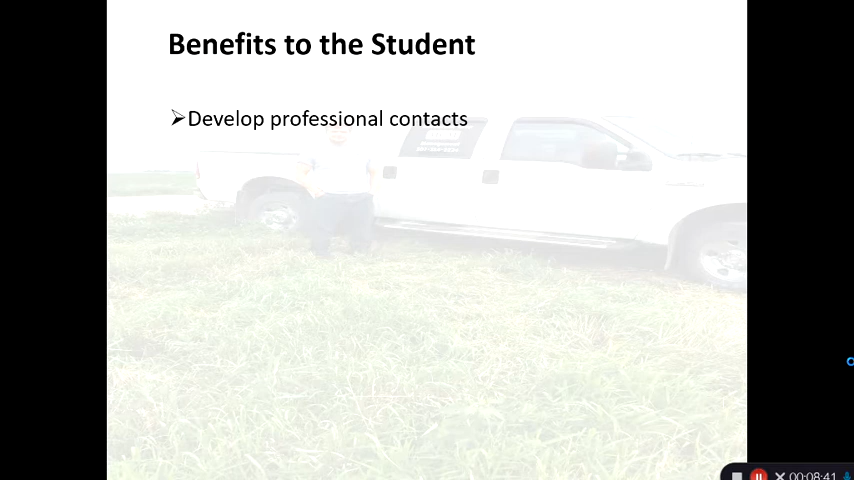 Benefits to the Student
➢Develop professional contacts
00:08:41